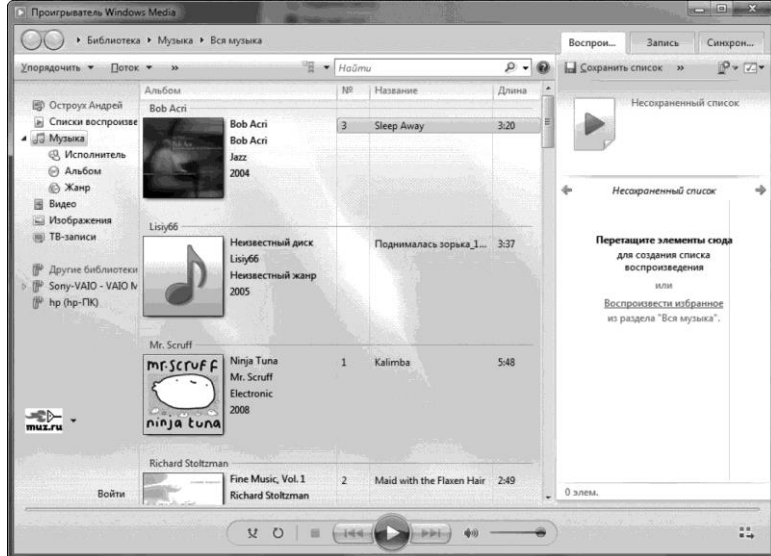 Проигрыватель Windows Media
Библиотека ▸ Музыка ▸ Вся музыка
Воспрои...
Запись
Синхрон...
Упорядочить
Поток
»
Найти
Сохранить список »
Альбом
№
Название
Длина
Остроух Андрей
Списки воспроизве
Музыка
Исполнитель
Альбом
Жанр
Видео
Изображения
ТВ-записи
Другие библиотеки
Sony-VAIO - VAIO M
hp (hp-ПК)
muz.ru
Войти
Bob Acri
Bob Acri
Bob Acri
Jazz
2004
3 Sleep Away 3:20
Lisiy66
Неизвестный диск
Lisiy66
Неизвестный жанр
2005
Поднималась зорька_1... 3:37
Mr. Scruff
mr.scruff
ninja tuna
Ninja Tuna
Mr. Scruff
Electronic
2008
1 Kalimba 5:48
Richard Stoltzman
Fine Music, Vol. 1
Richard Stoltzman
2 Maid with the Flaxen Hair 2:49
Несохраненный список
Несохраненный список
Перетащите элементы сюда
для создания списка
воспроизведения
или
Воспроизвести избранное
из раздела "Вся музыка".
0 элем.